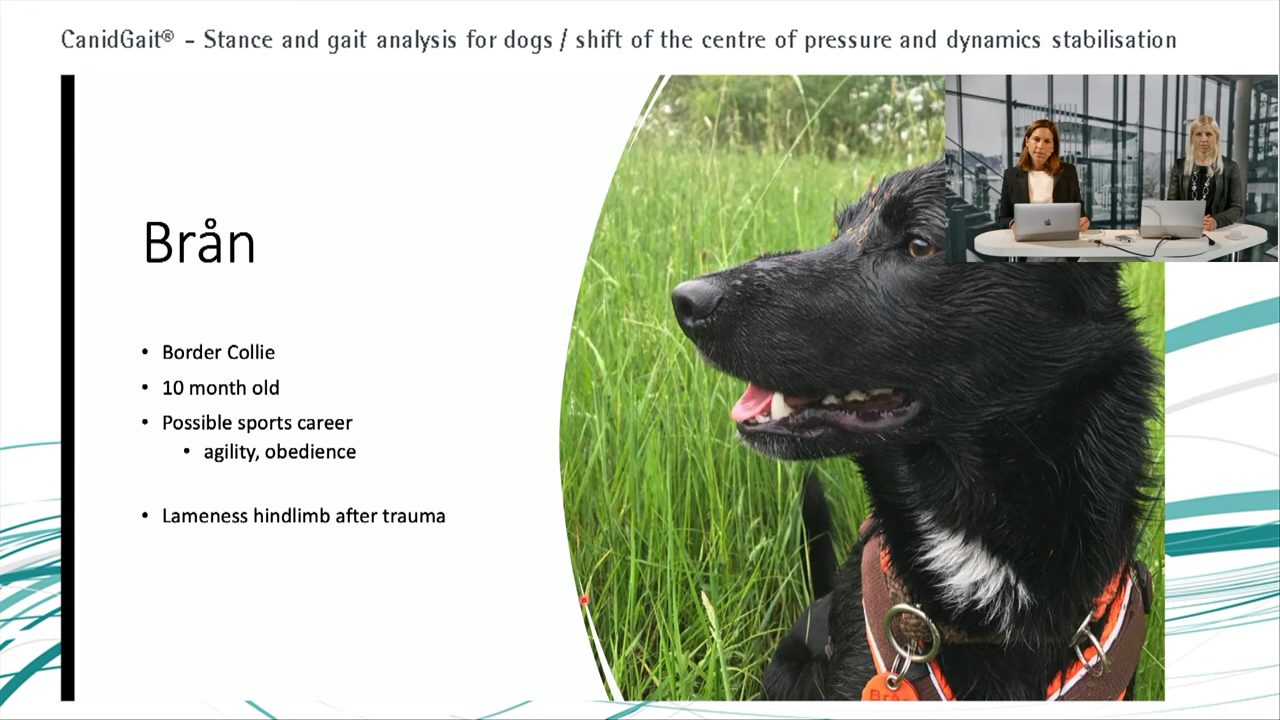 CanidGait® - Stance and gait analysis for dogs / shift of the centre of pressure and dynamics stabilisation
Brån
• Border Collie
• 10 month old
• Possible sports career
• agility, obedience
• Lameness hindlimb after trauma
Brån